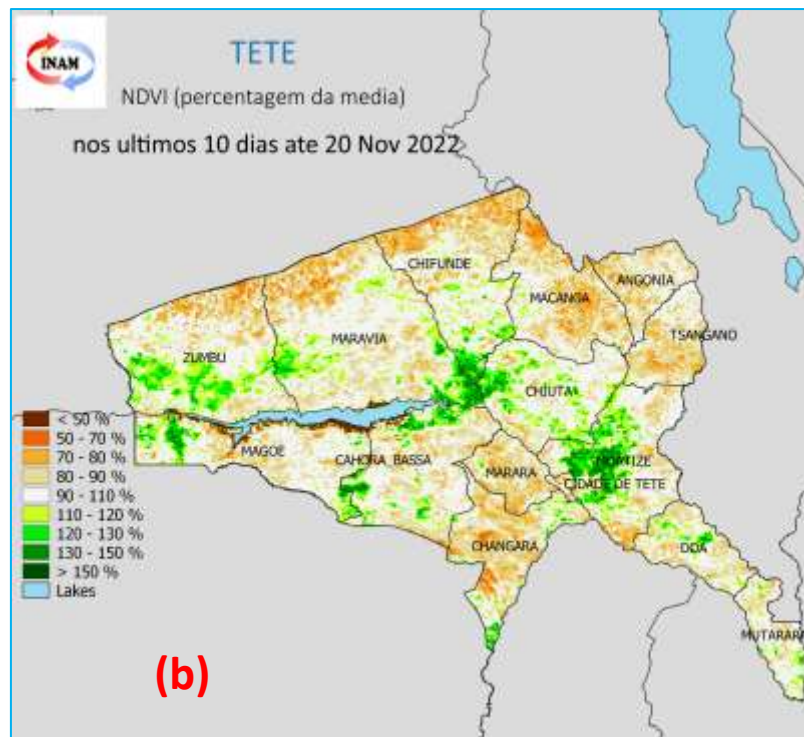 INAM
TETE
NDVI (percentagem da media)
nos ultimos 10 dias ate 20 Nov 2022
CHIFUNDE
ANGONIA
MACANGA
TSANGANO
MARAVIA
ZUMBU
CHIUTA
MAGOE
CAHORA BASSA
MARARA
MOATIZE
CIDADE DE TETE
CHANGARA
DOA
MUTARARA
< 50 %
50 - 70 %
70 - 80 %
80 - 90 %
90 - 110 %
110 - 120 %
120 - 130 %
130 - 150 %
> 150 %
Lakes
(b)